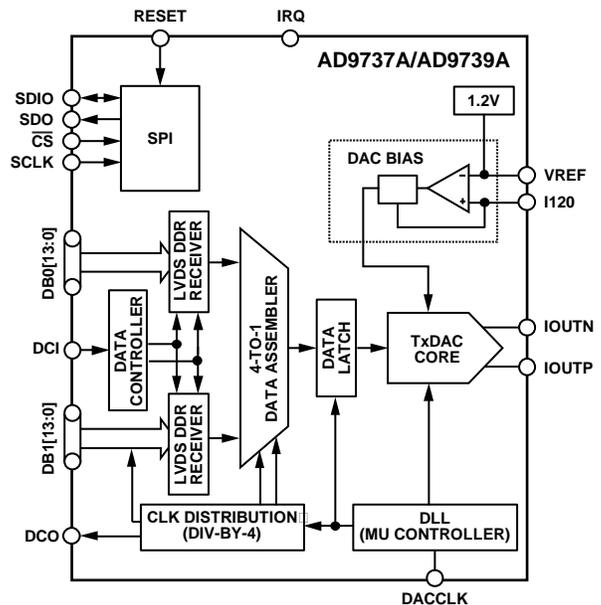 RESET
IRQ
AD9737A/AD9739A
1.2V
SDIO
SDO
CS
SCLK
SPI
DAC BIAS
–
+
VREF
I120
DB0[13:0]
LVDS DDR
RECEIVER
DCI
DATA
CONTROLLER
4-TO-1
DATA ASSEMBLER
DATA
LATCH
TxDAC
CORE
IOUTN
IOUTP
DB1[13:0]
LVDS DDR
RECEIVER
DCO
CLK DISTRIBUTION
(DIV-BY-4)
DLL
(MU CONTROLLER)
DACCLK